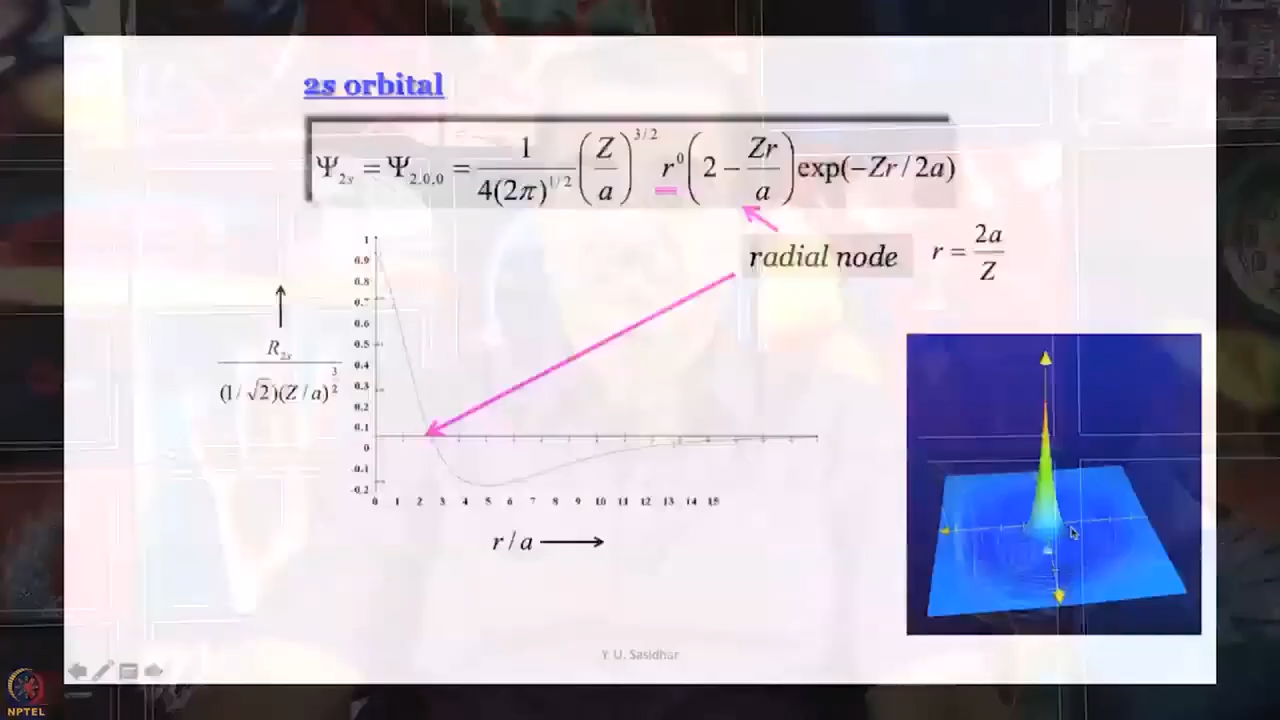 2s orbital
Ψ₂ₛ = Ψ₂.₀.₀ = 1 / 4(2π)^1/2 (Z/a)^3/2 r⁰ (2 − Zr/a) exp(−Zr / 2a)
radial node r = 2a/Z
R₂ₛ / (1/√2)(Z/a)^3/2
1
0.9
0.8
0.7
0.6
0.5
0.4
0.3
0.2
0.1
0
-0.1
-0.2
0 1 2 3 4 5 6 7 8 9 10 11 12 13 14 15
r / a
Y. U. Sasidhar
NPTEL